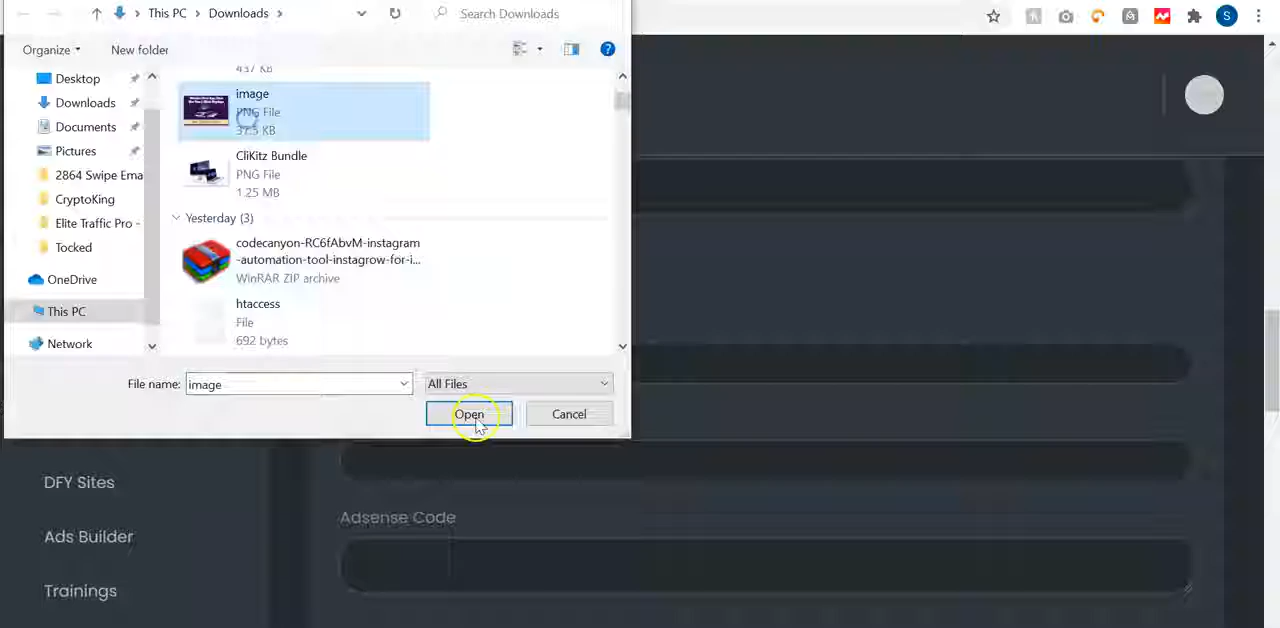 This PC
Downloads
Search Downloads
Organize
New folder
Desktop
Downloads
Documents
Pictures
2864 Swipe Ema
CryptoKing
Elite Traffic Pro -
Tocked
OneDrive
This PC
Network
437 KB
image
PNG File
37.5 KB
CliKitz Bundle
PNG File
1.25 MB
Yesterday (3)
codecanyon-RC6fAbvM-instagram
-automation-tool-instagrow-for-i...
WinRAR ZIP archive
htaccess
File
692 bytes
File name:
image
All Files
Open
Cancel
S
DFY Sites
Ads Builder
Trainings
Adsense Code